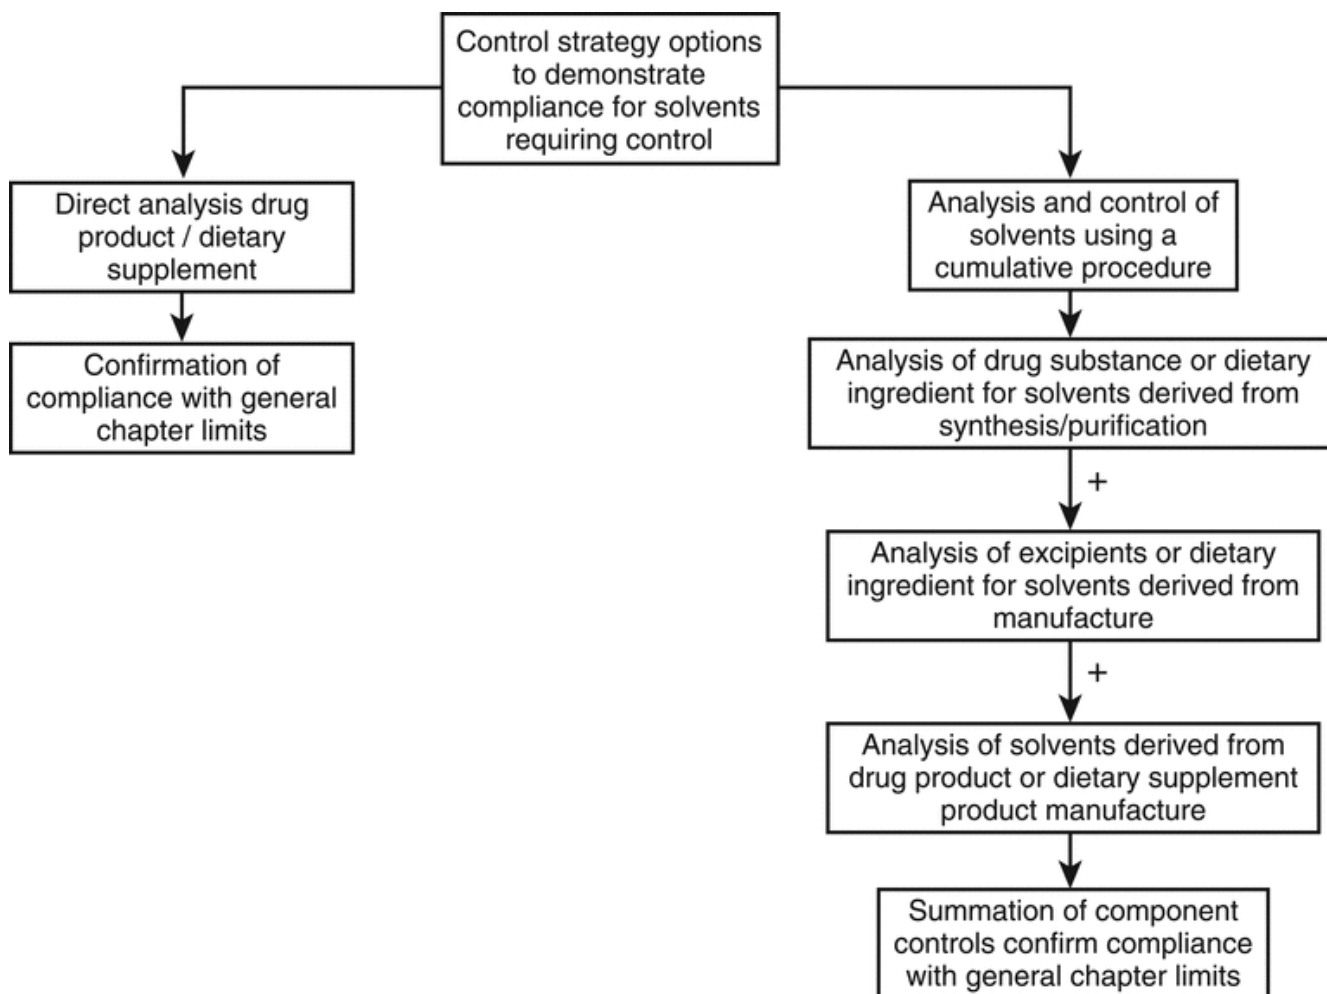 Control strategy options
to demonstrate
compliance for solvents
requiring control
Direct analysis drug
product / dietary
supplement
Confirmation of
compliance with general
chapter limits
Analysis and control of
solvents using a
cumulative procedure
Analysis of drug substance or dietary
ingredient for solvents derived from
synthesis/purification
+
Analysis of excipients or dietary
ingredient for solvents derived from
manufacture
+
Analysis of solvents derived from
drug product or dietary supplement
product manufacture
Summation of component
controls confirm compliance
with general chapter limits